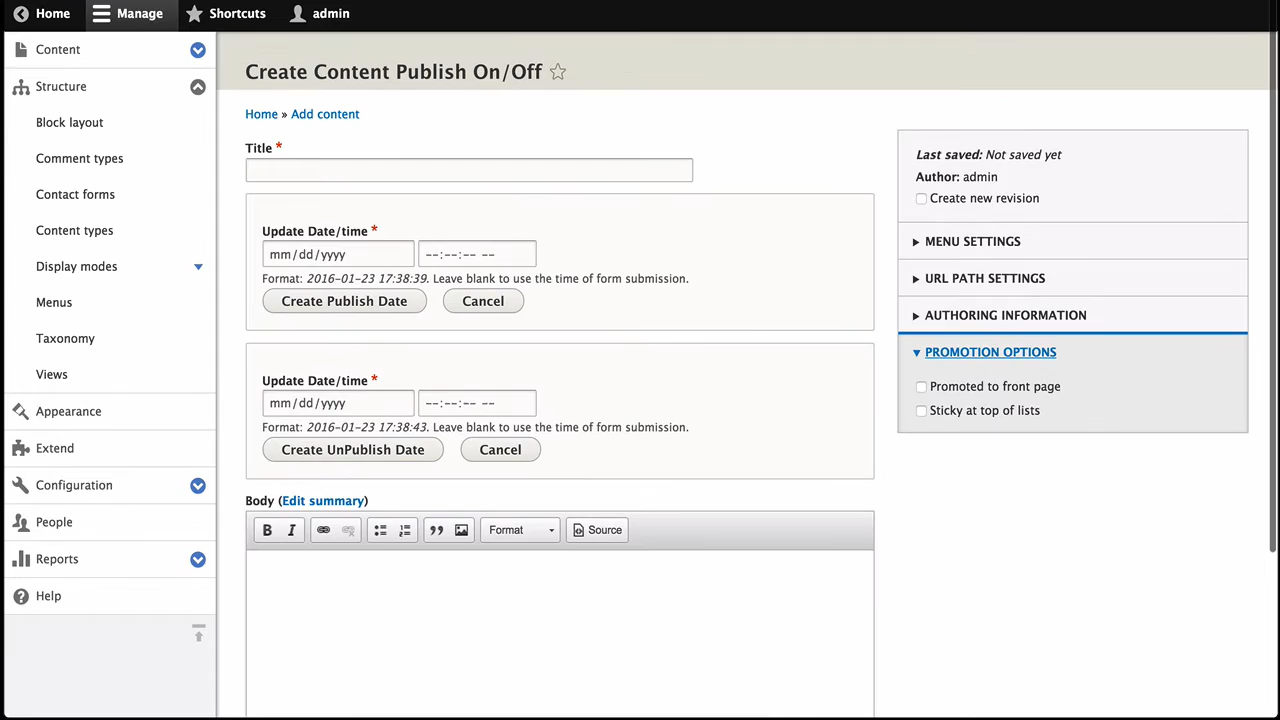 Home Manage Shortcuts admin
Content
Structure
Block layout
Comment types
Contact forms
Content types
Display modes
Menus
Taxonomy
Views
Appearance
Extend
Configuration
People
Reports
Help
Create Content Publish On/Off
Home » Add content
Title *
Update Date/time *
mm/dd/yyyy --:--:-- --
Format: 2016-01-23 17:38:39. Leave blank to use the time of form submission.
Create Publish Date Cancel
Update Date/time *
mm/dd/yyyy --:--:-- --
Format: 2016-01-23 17:38:43. Leave blank to use the time of form submission.
Create UnPublish Date Cancel
Body (Edit summary)
B I Format Source
Last saved: Not saved yet
Author: admin
Create new revision
MENU SETTINGS
URL PATH SETTINGS
AUTHORING INFORMATION
PROMOTION OPTIONS
Promoted to front page
Sticky at top of lists